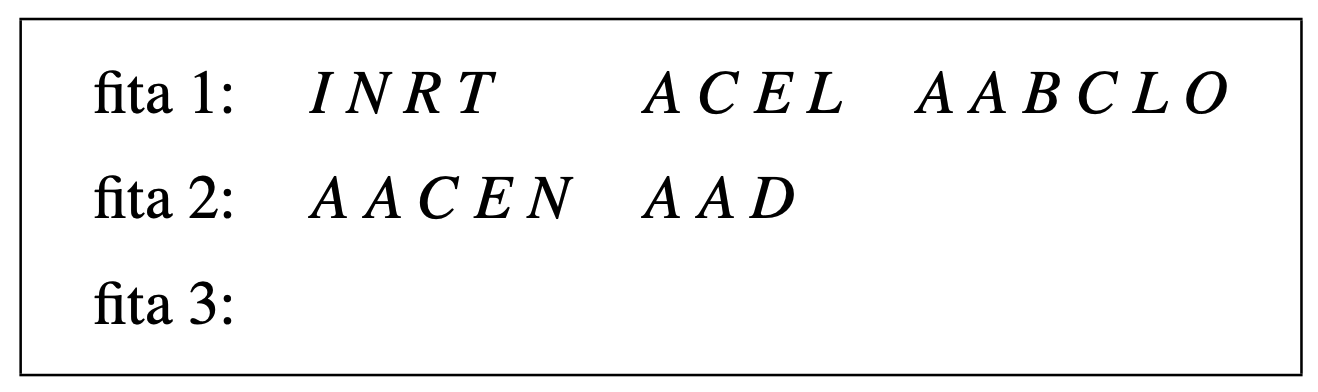 fita 1: I N R T A C E L A A B C L O
fita 2: A A C E N A A D
fita 3: